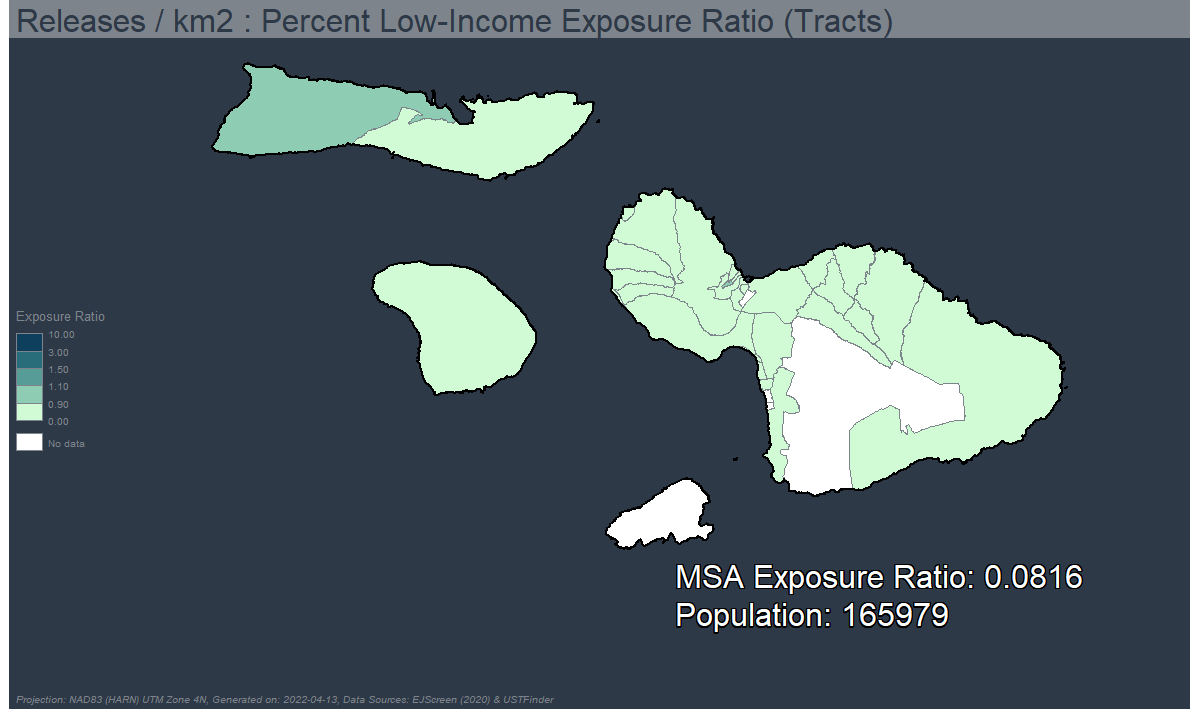 Releases / km2 : Percent Low-Income Exposure Ratio (Tracts)
Exposure Ratio
10.00
3.00
1.50
1.10
0.90
0.00
No data
MSA Exposure Ratio: 0.0816
Population: 165979
Projection: NAD83 (HARN) UTM Zone 4N, Generated on: 2022-04-13, Data Sources: EJScreen (2020) & USTFinder